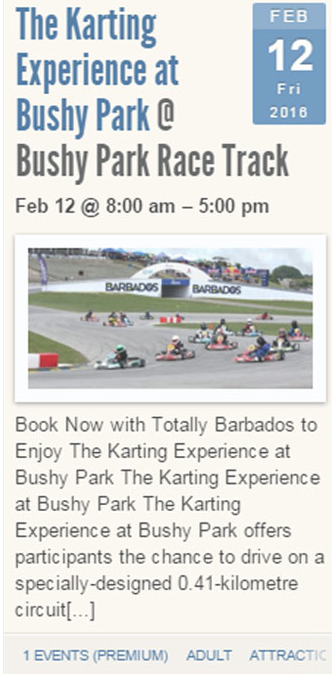 The Karting
Experience at
Bushy Park @
Bushy Park Race Track
FEB
12
Fri
2016
Feb 12 @ 8:00 am – 5:00 pm
BARBADOS BARBADOS
Book Now with Totally Barbados to
Enjoy The Karting Experience at
Bushy Park The Karting Experience
at Bushy Park The Karting
Experience at Bushy Park offers
participants the chance to drive on a
specially-designed 0.41-kilometre
circuit[...]
1 EVENTS (PREMIUM) ADULT ATTRACTIC